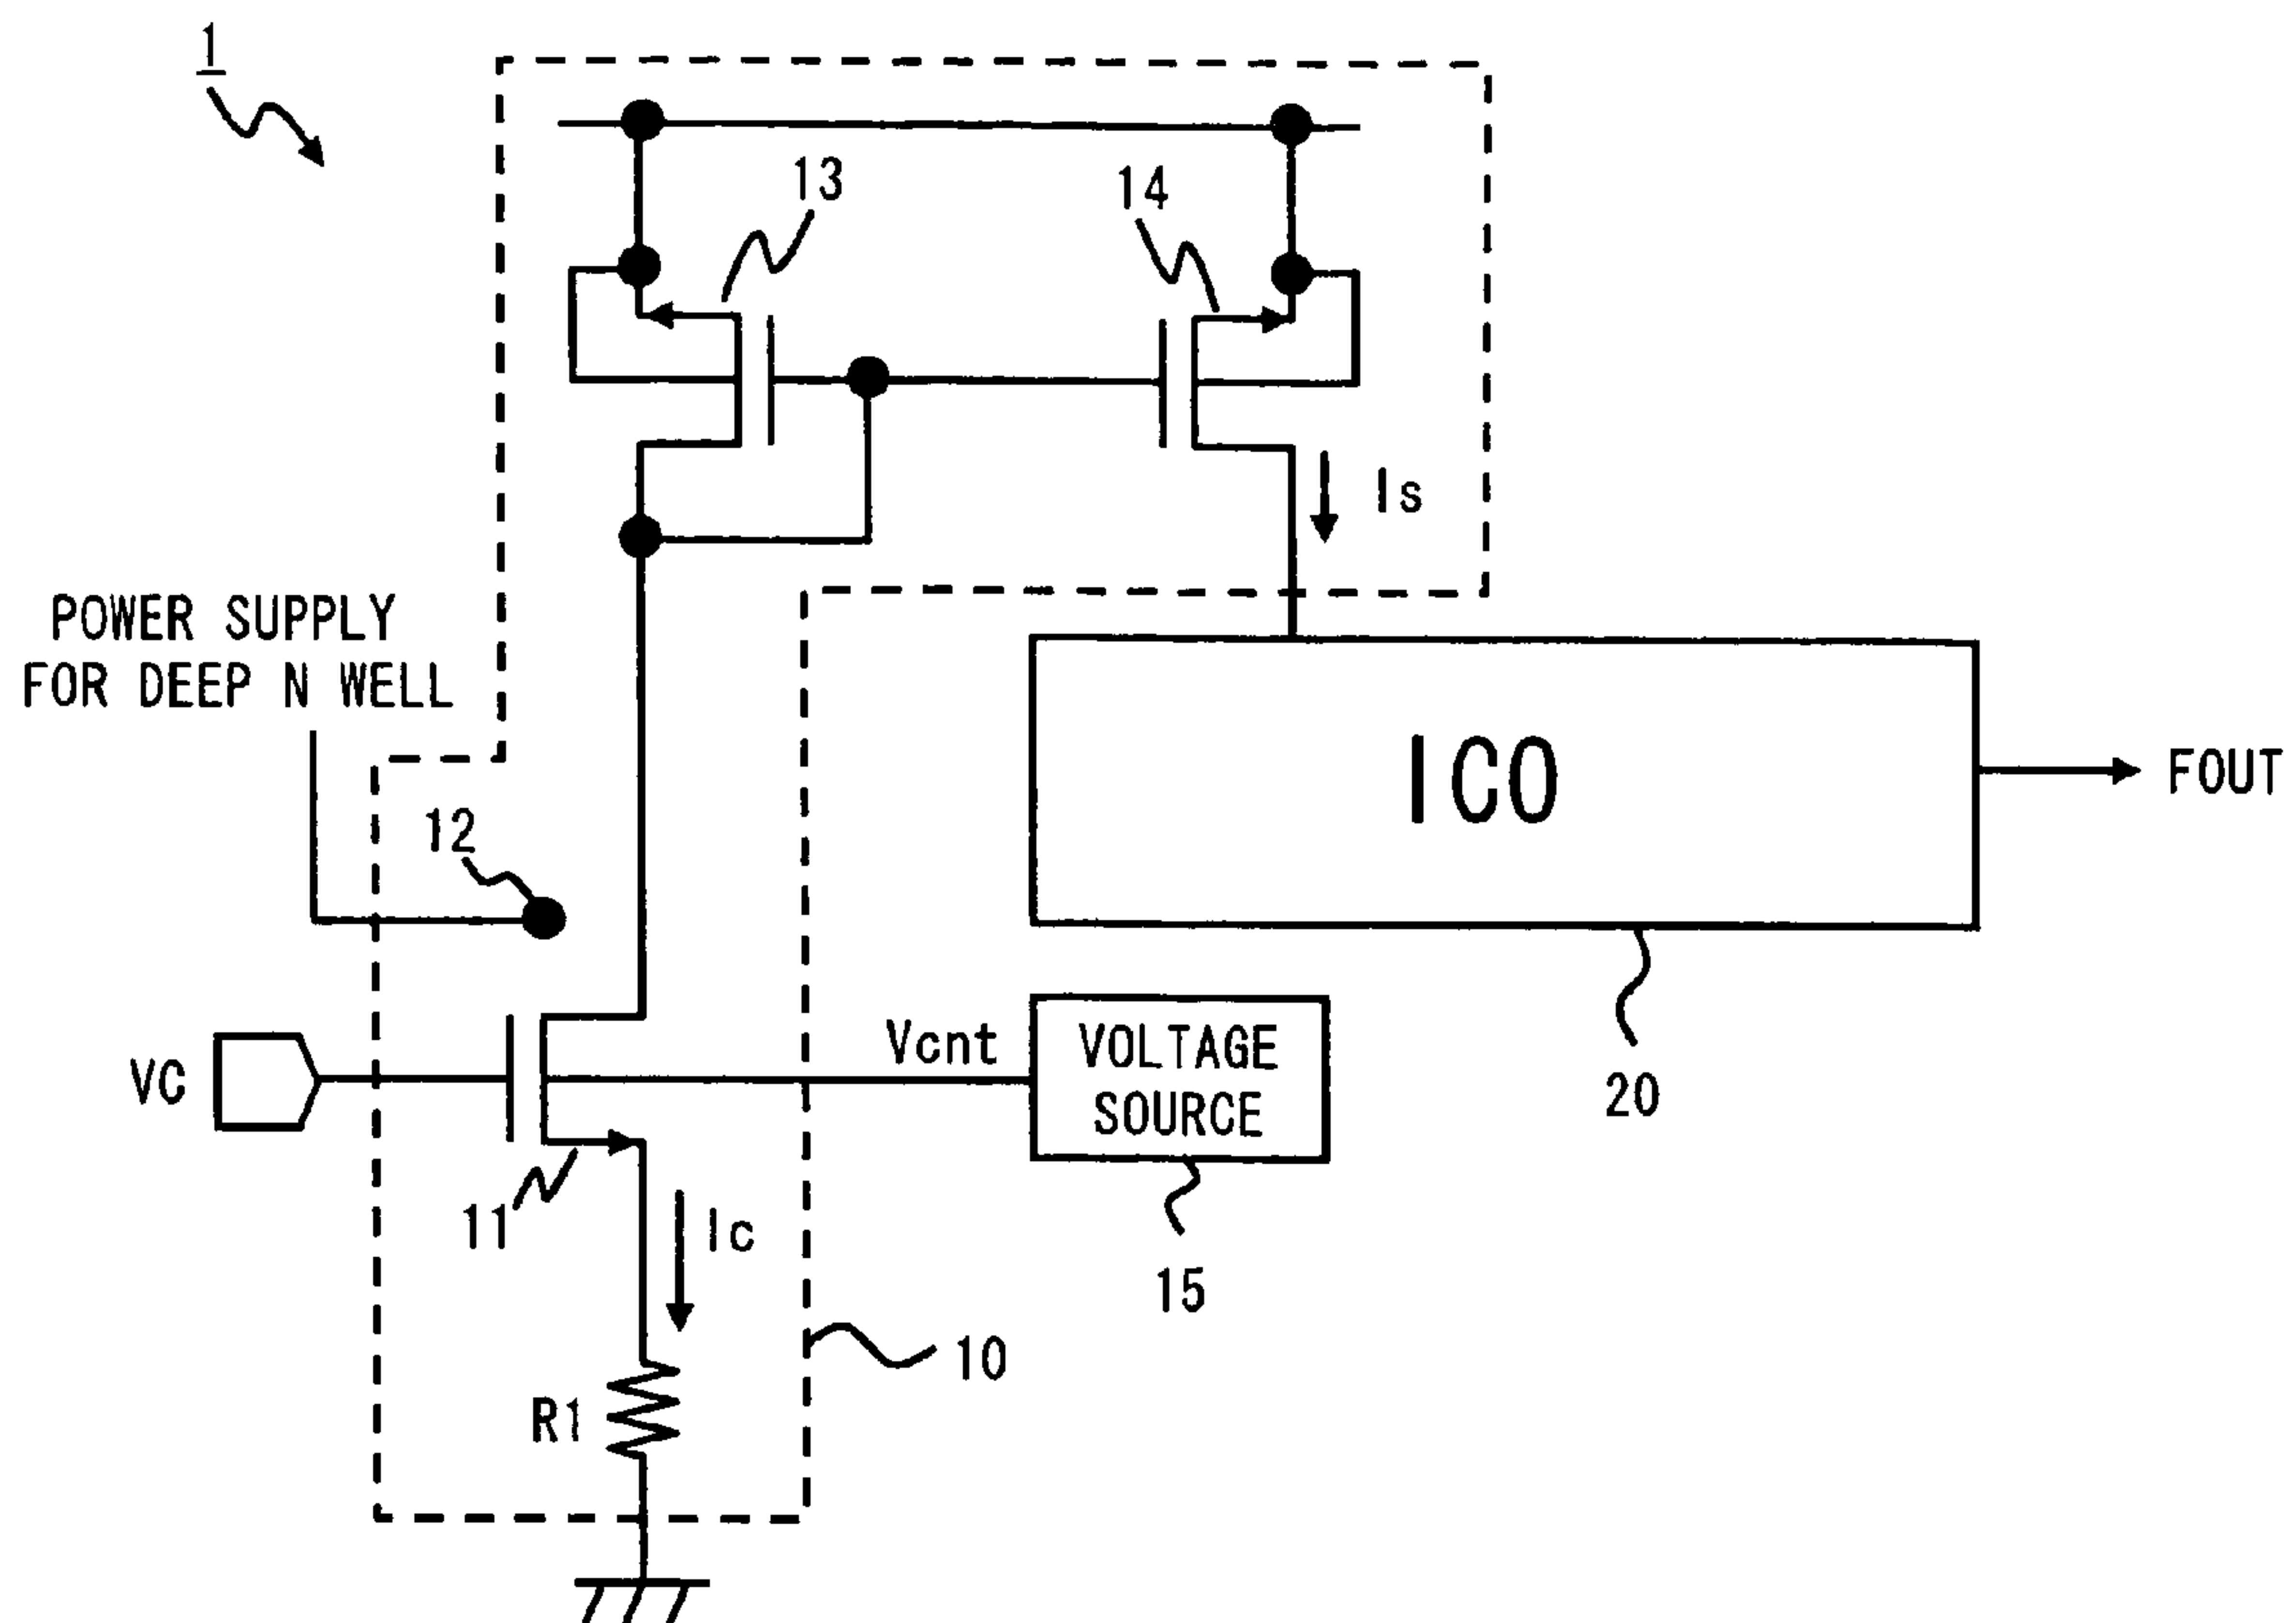 1
13
14
Is
POWER SUPPLY
FOR DEEP N WELL
ICO
FOUT
12
VC
Vcnt
VOLTAGE
SOURCE
20
11
Ic
15
10
R1